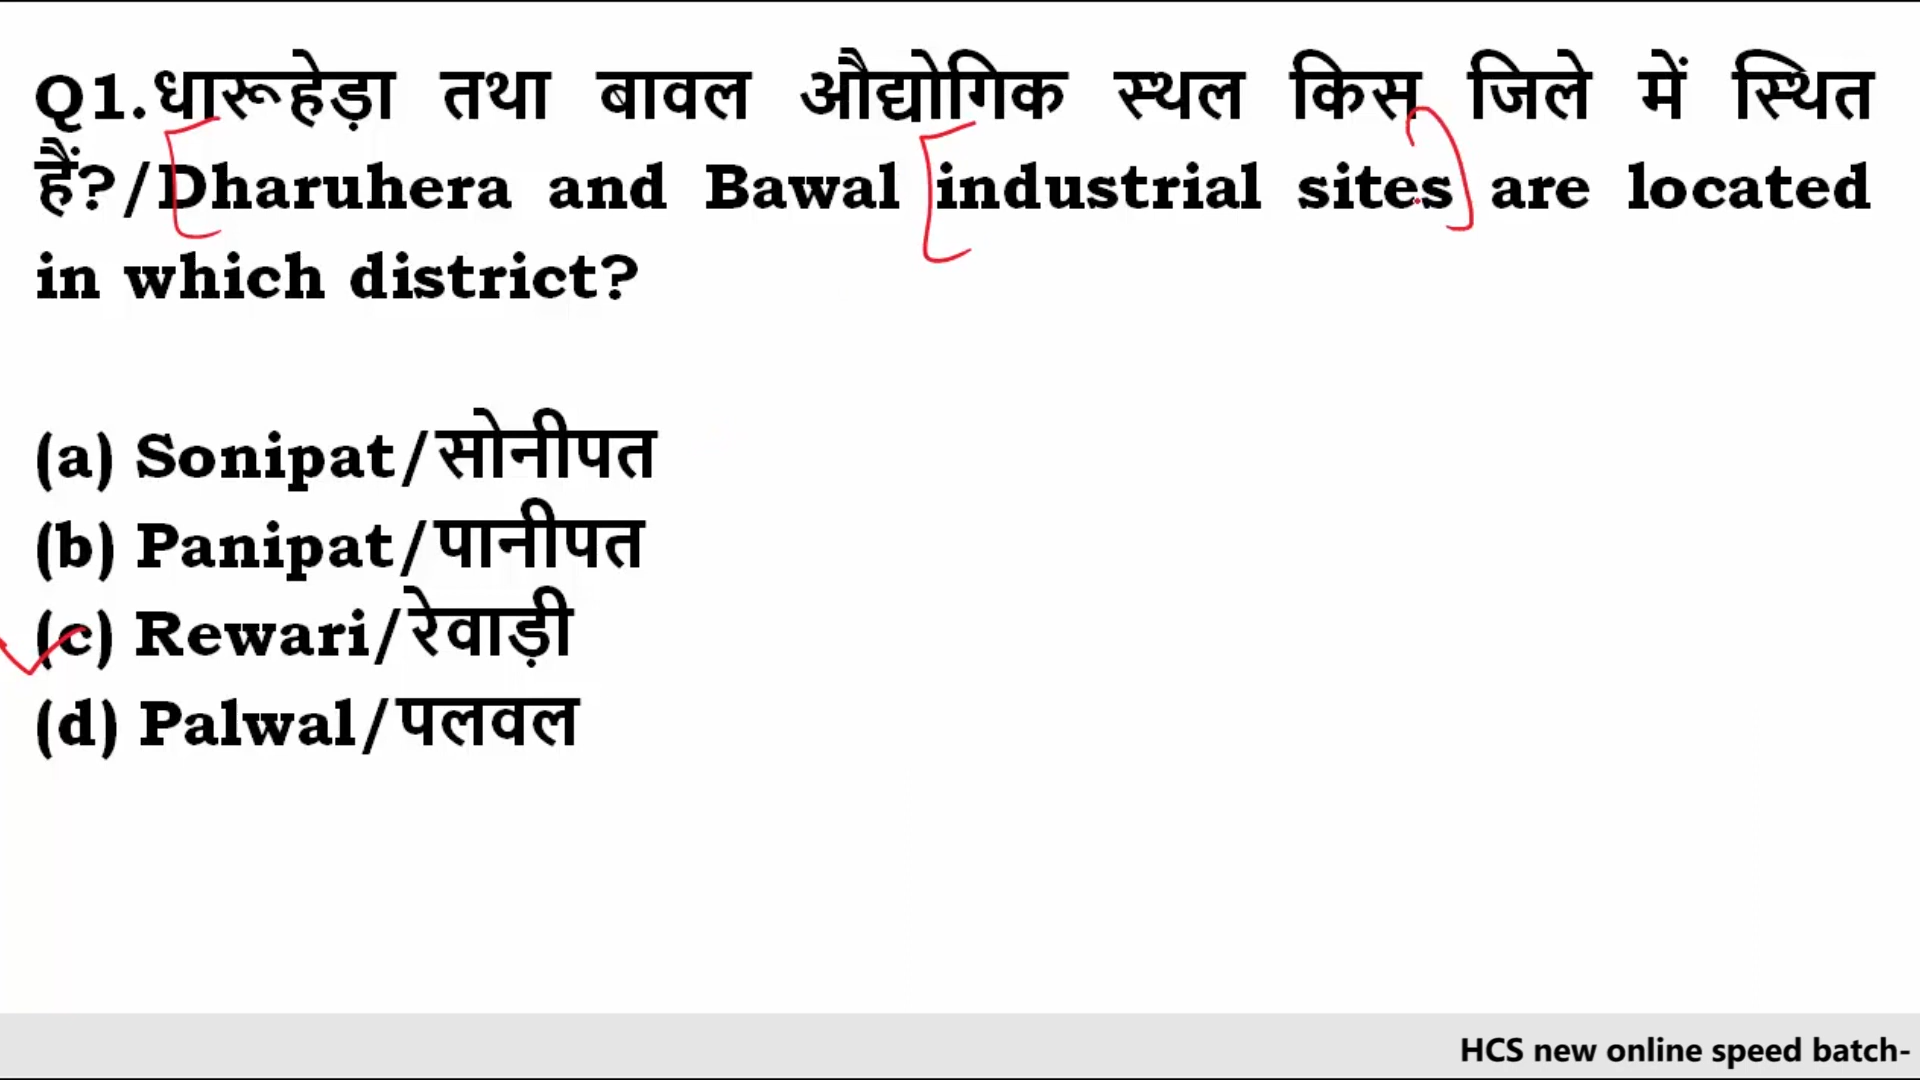 Q1.धारूहेड़ा तथा बावल औद्योगिक स्थल किस जिले में स्थित
हैं?/Dharuhera and Bawal industrial sites are located
in which district?
(a) Sonipat/सोनीपत
(b) Panipat/पानीपत
(c) Rewari/रेवाड़ी
(d) Palwal/पलवल
HCS new online speed batch-